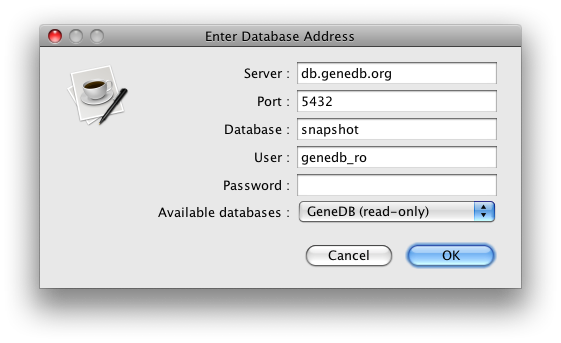 Enter Database Address
Server : db.genedb.org
Port : 5432
Database : snapshot
User : genedb_ro
Password :
Available databases : GeneDB (read-only)
Cancel OK